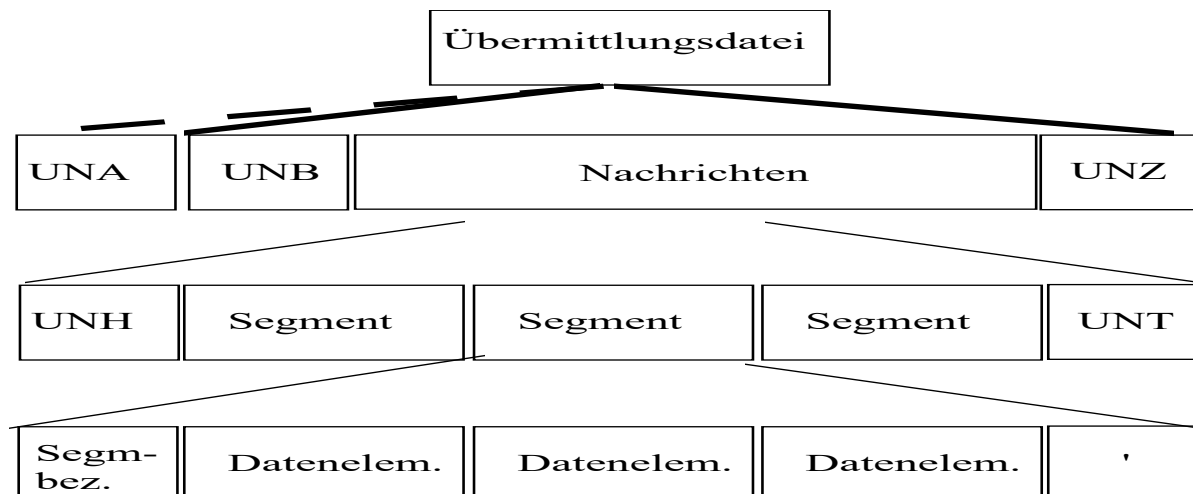 Übermittlungsdatei
UNA UNB Nachrichten UNZ
UNH Segment Segment Segment UNT
Segm-
bez. Datenelem. Datenelem. Datenelem. '